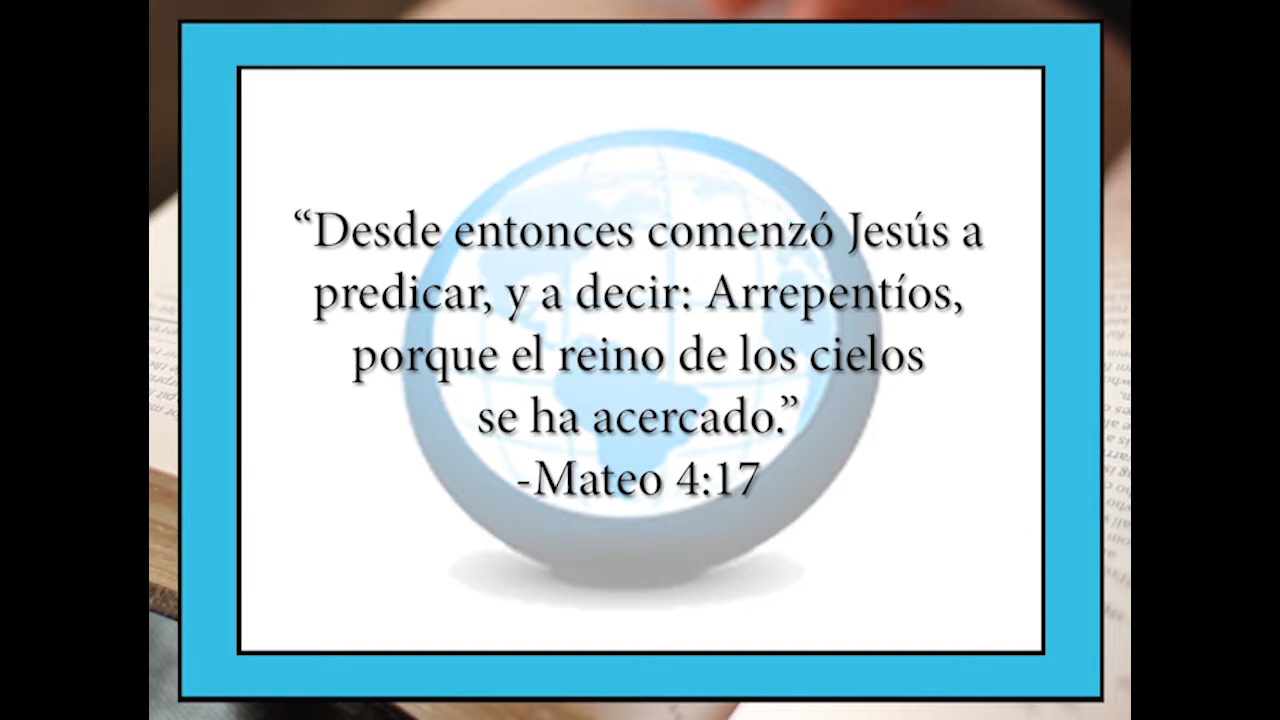 “Desde entonces comenzó Jesús a
predicar, y a decir: Arrepentíos,
porque el reino de los cielos
se ha acercado.”
-Mateo 4:17